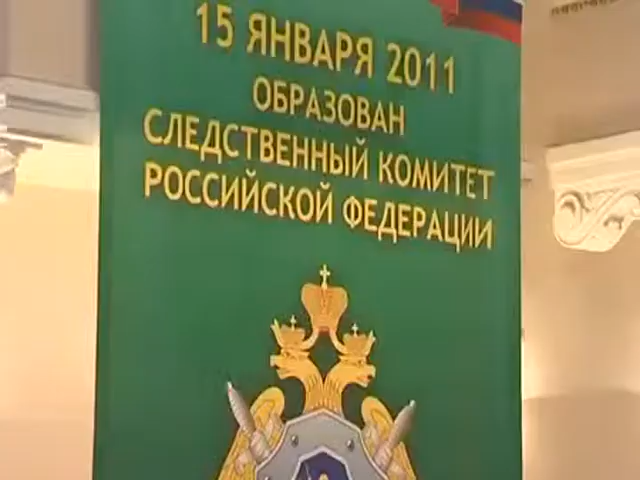 15 ЯНВАРЯ 2011
ОБРАЗОВАН
СЛЕДСТВЕННЫЙ КОМИТЕТ
РОССИЙСКОЙ ФЕДЕРАЦИИ